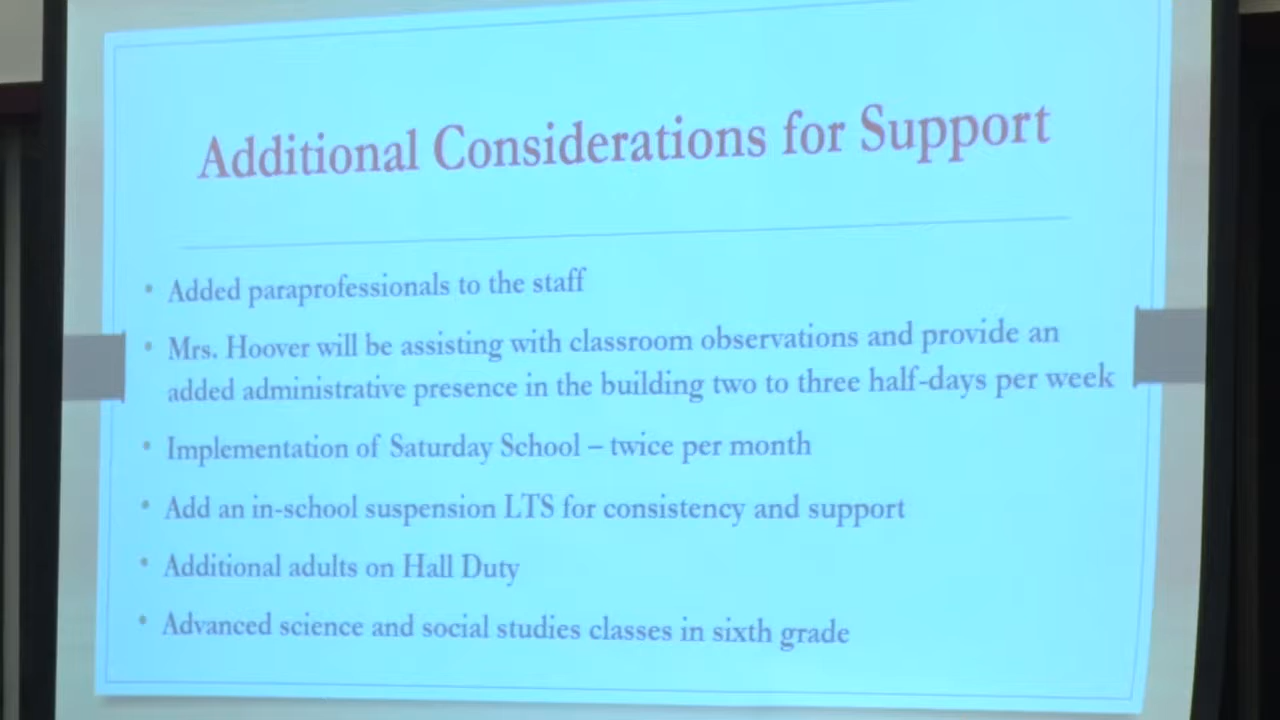 Additional Considerations for Support
• Added paraprofessionals to the staff
• Mrs. Hoover will be assisting with classroom observations and provide an
added administrative presence in the building two to three half-days per week
• Implementation of Saturday School – twice per month
• Add an in-school suspension LTS for consistency and support
• Additional adults on Hall Duty
• Advanced science and social studies classes in sixth grade